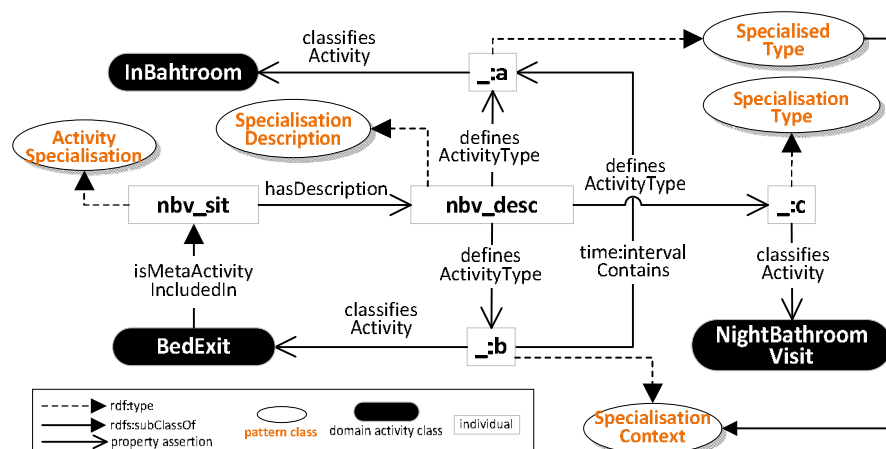 classifies
Activity
Specialised
Type
InBahtroom
_:a
Specialisation
Type
Activity
Specialisation
Specialisation
Description
defines
ActivityType
defines
ActivityType
hasDescription
nbv_sit
nbv_desc
_:c
isMetaActivity
IncludedIn
defines
ActivityType
time:interval
Contains
classifies
Activity
classifies
Activity
BedExit
_:b
NightBathroom
Visit
rdf:type
rdfs:subClassOf
property assertion
pattern class
domain activity class
individual
Specialisation
Context